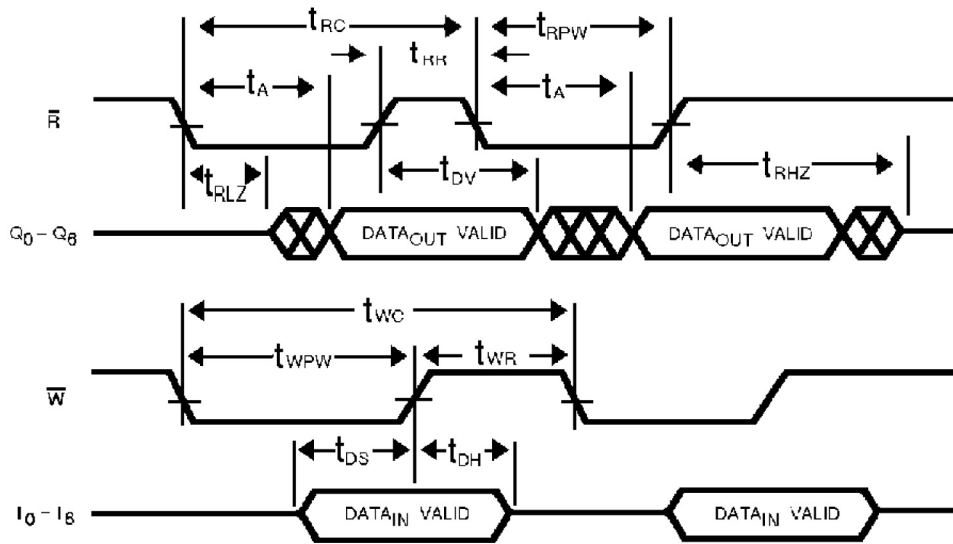 tRC tRPW
tRR
tA tA
R̅
tRLZ tDV tRHZ
Q0-Q8 DATAOUT VALID DATAOUT VALID
tWC
tWPW tWR
W̅
tDS tDH
I0-I8 DATAIN VALID DATAIN VALID